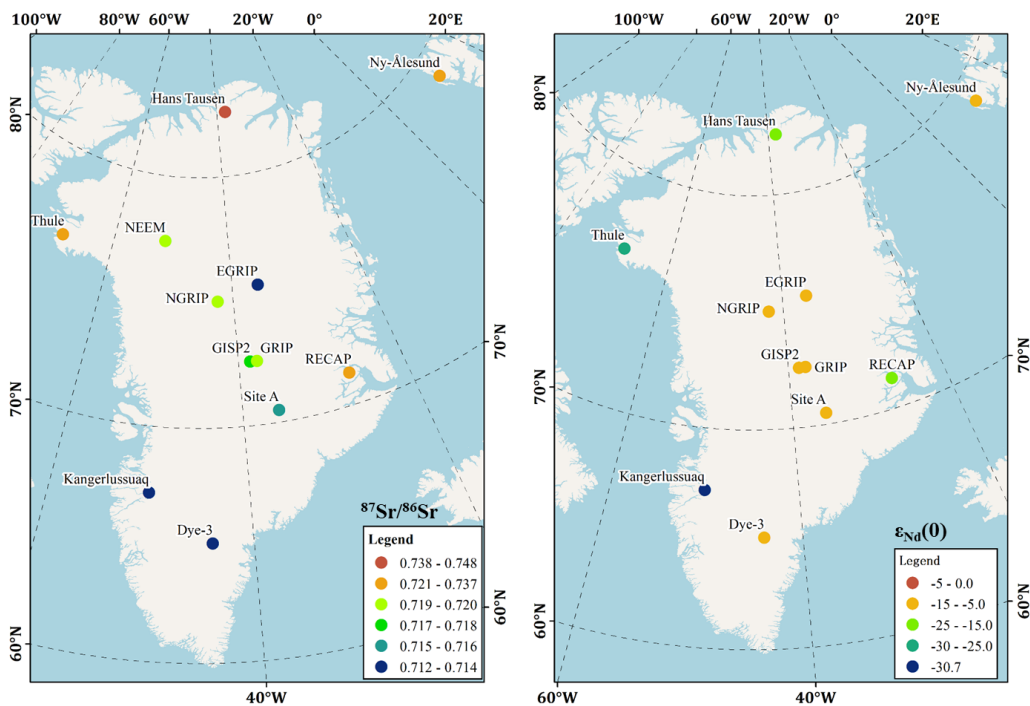 100°W 80°W 60°W 40°W 20°W 0° 20°E
Ny-Ålesund
Hans Tausen
80°N
Thule
NEEM
EGRIP
NGRIP
GISP2 GRIP
RECAP
70°N
Site A
70°N
Kangerlussuaq
Dye-3
87Sr/86Sr
Legend
0.738 - 0.748
0.721 - 0.737
0.719 - 0.720
0.717 - 0.718
0.715 - 0.716
0.712 - 0.714
60°N
60°N
40°W
100°W 80°W 60°W 40°W 20°W 0° 20°E
Ny-Ålesund
80°N
Hans Tausen
Thule
EGRIP
NGRIP
GISP2
GRIP
RECAP
70°N
Site A
70°N
Kangerlussuaq
Dye-3
εNd(0)
Legend
-5 - 0.0
-15 - -5.0
-25 - -15.0
-30 - -25.0
-30.7
60°N
60°N
60°W 40°W